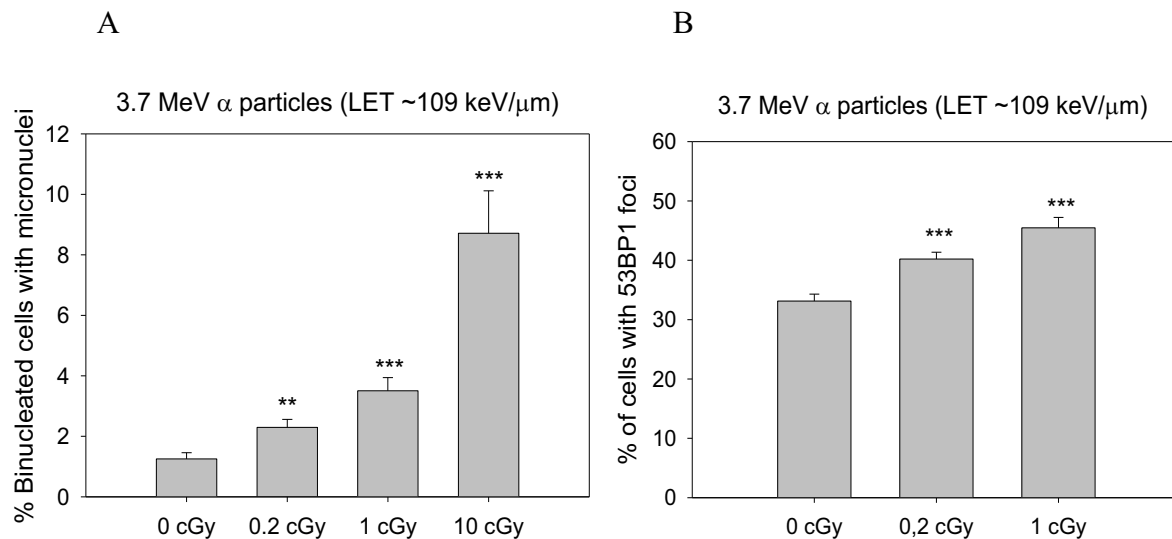 A
3.7 MeV α particles (LET ~109 keV/μm)
% Binucleated cells with micronuclei
12
10
8
6
4
2
0
**
***
***
0 cGy
0.2 cGy
1 cGy
10 cGy
B
3.7 MeV α particles (LET ~109 keV/μm)
% of cells with 53BP1 foci
60
50
40
30
20
10
0
***
***
0 cGy
0,2 cGy
1 cGy